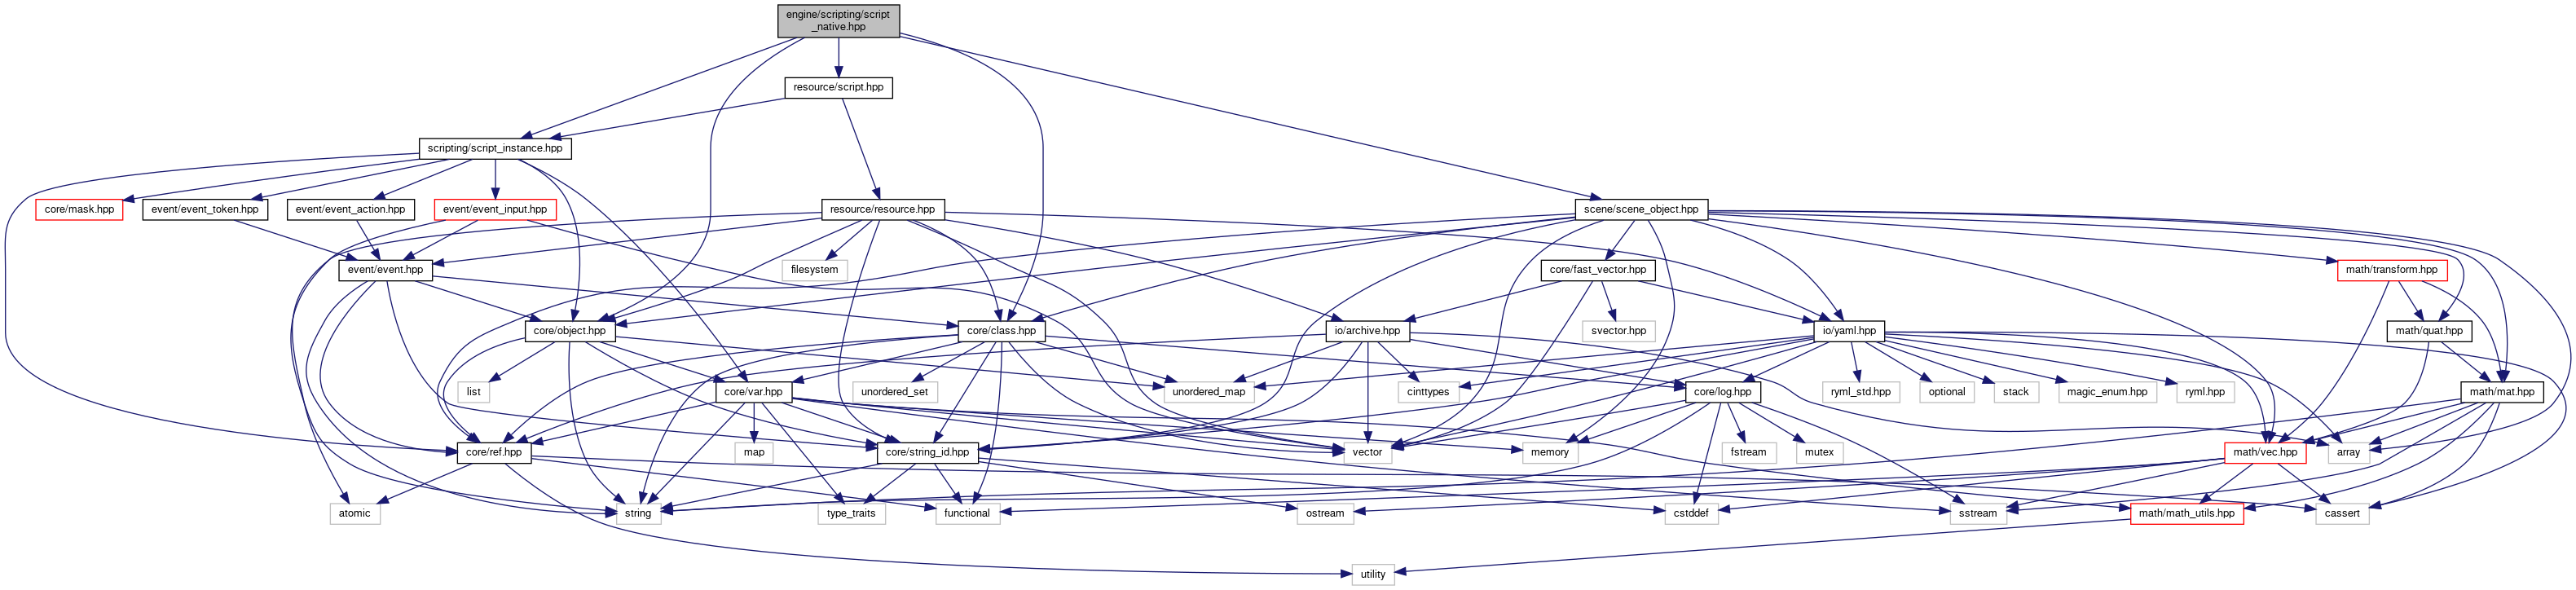 engine/scripting/script
_native.hpp
resource/script.hpp
scripting/script_instance.hpp
core/mask.hpp
event/event_token.hpp
event/event_action.hpp
event/event_input.hpp
resource/resource.hpp
scene/scene_object.hpp
event/event.hpp
filesystem
core/fast_vector.hpp
math/transform.hpp
core/object.hpp
core/class.hpp
io/archive.hpp
svector.hpp
io/yaml.hpp
math/quat.hpp
list
core/var.hpp
unordered_set
unordered_map
cinttypes
core/log.hpp
ryml_std.hpp
optional
stack
magic_enum.hpp
ryml.hpp
math/mat.hpp
core/ref.hpp
map
core/string_id.hpp
memory
vector
fstream
mutex
math/vec.hpp
array
atomic
string
type_traits
functional
ostream
cstddef
sstream
math/math_utils.hpp
cassert
utility